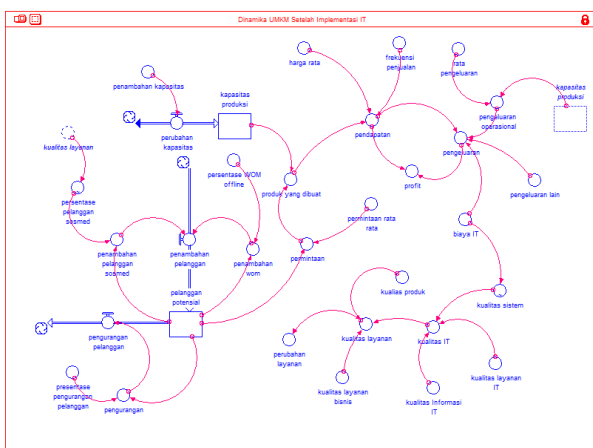 Dinamika UMKM Setelah Implementasi IT
harga rata
frekuensi
penjualan
rata
pengeluaran
penambahan kapasitas
kapasitas
produksi
kapasitas
produksi
perubahan
kapasitas
pendapatan
pengeluaran
operasional
pengeluaran
kualitas layanan
persentase WOM
offline
produk yang dibuat
profit
pengeluaran lain
persentase
pelanggan
sosmed
permintaan rata
rata
biaya IT
penambahan
pelanggan
sosmed
penambahan
pelanggan
penambahan
wom
permintaan
pelanggan
potensial
kualias produk
kualitas sistem
pengurangan
pelanggan
kualitas layanan
kualitas IT
perubahan
layanan
presentase
pengurangan
pelanggan
pengurangan
kualitas layanan
bisnis
kualitas Informasi
IT
kualitas layanan
IT